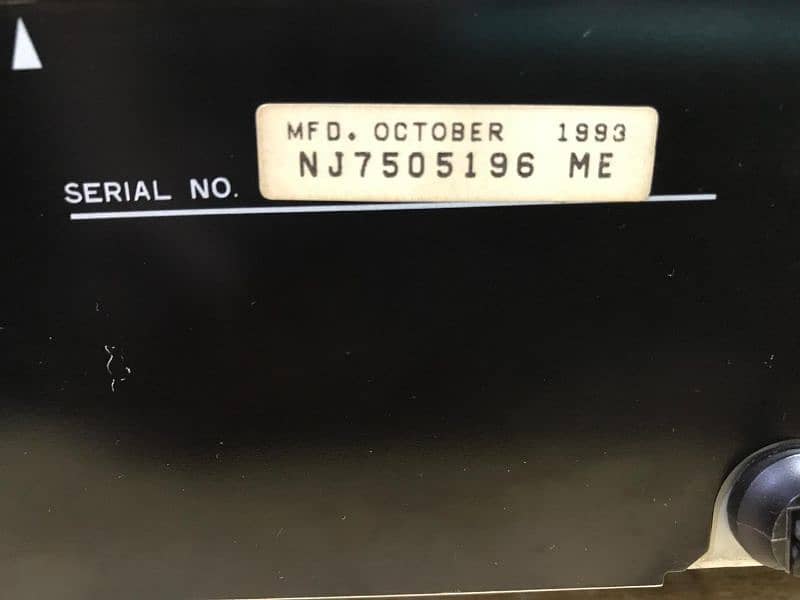 MFD. OCTOBER 1993
NJ7505196 ME
SERIAL NO.